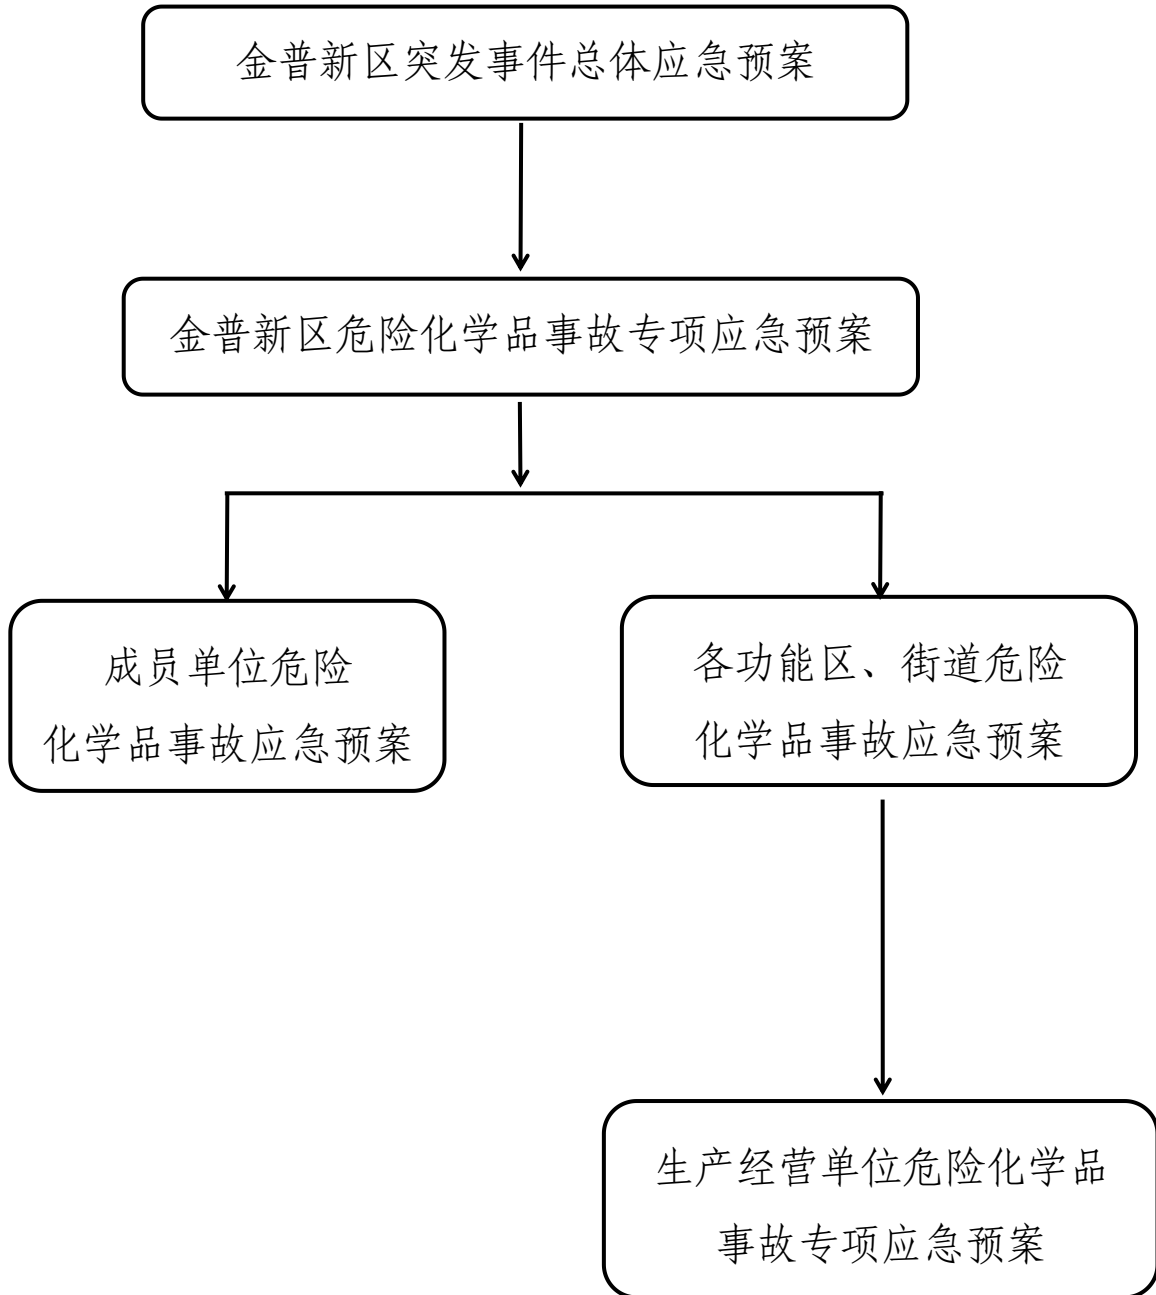 金普新区突发事件总体应急预案
金普新区危险化学品事故专项应急预案
成员单位危险
化学品事故应急预案
各功能区、街道危险
化学品事故应急预案
生产经营单位危险化学品
事故专项应急预案